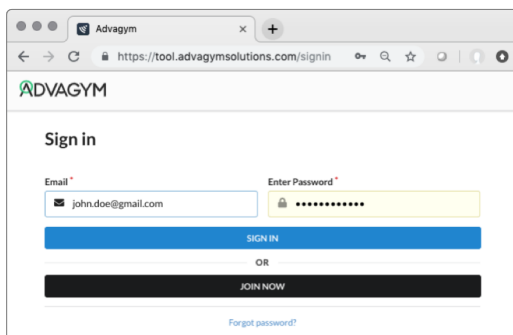 Advagym
https://tool.advagymsolutions.com/signin
ADVAGYM
Sign in
Email * Enter Password *
john.doe@gmail.com ••••••••••••
SIGN IN
OR
JOIN NOW
Forgot password?